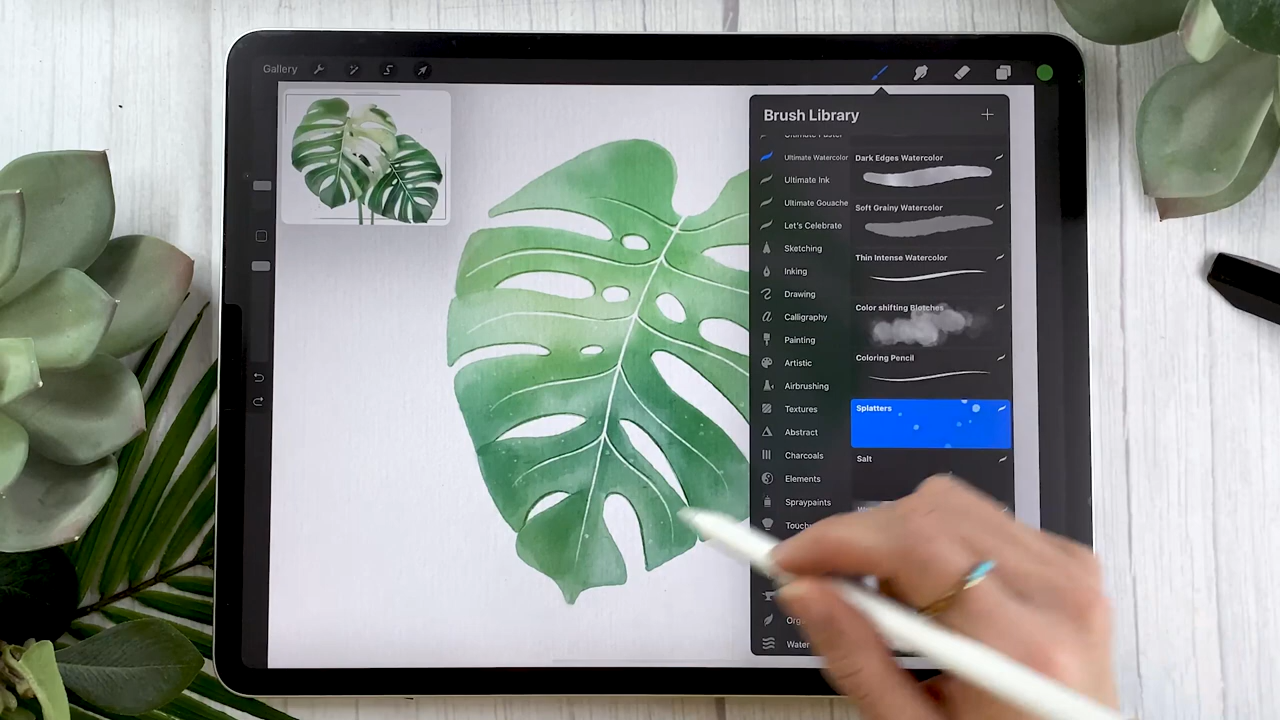 Gallery
Brush Library
Ultimate Watercolor
Ultimate Ink
Ultimate Gouache
Let's Celebrate
Sketching
Inking
Drawing
Calligraphy
Painting
Artistic
Airbrushing
Textures
Abstract
Charcoals
Elements
Spraypaints
Dark Edges Watercolor
Soft Grainy Watercolor
Thin Intense Watercolor
Color shifting Blotches
Coloring Pencil
Splatters
Salt